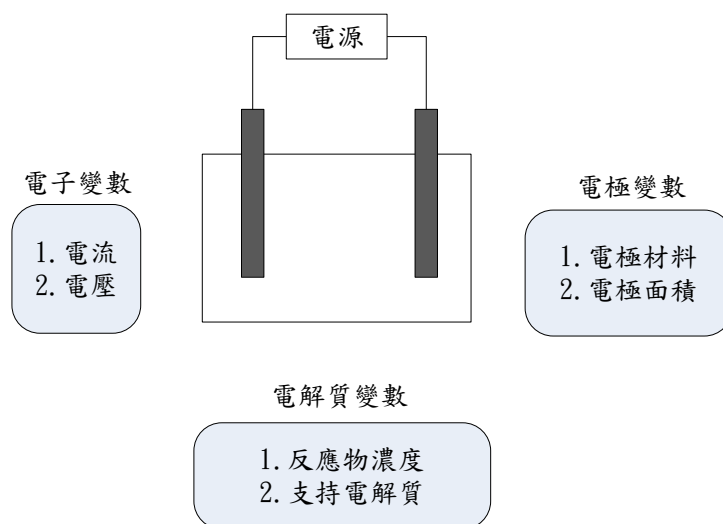 電源
電子變數
1.電流
2.電壓
電極變數
1.電極材料
2.電極面積
電解質變數
1.反應物濃度
2.支持電解質